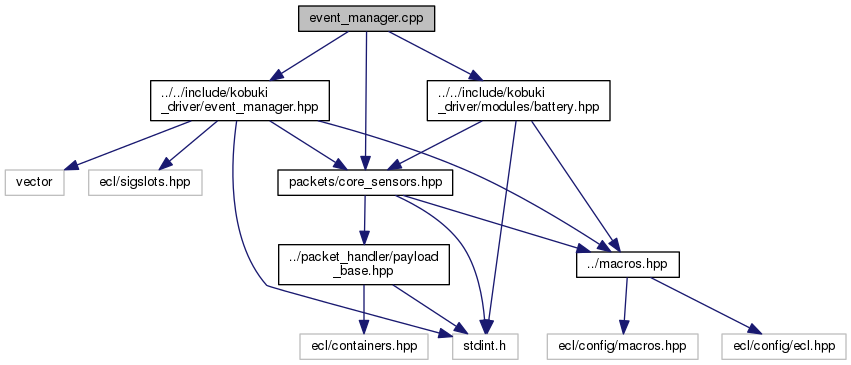 event_manager.cpp
../../include/kobuki
_driver/event_manager.hpp
../../include/kobuki
_driver/modules/battery.hpp
vector
ecl/sigslots.hpp
packets/core_sensors.hpp
../packet_handler/payload
_base.hpp
../macros.hpp
ecl/containers.hpp
stdint.h
ecl/config/macros.hpp
ecl/config/ecl.hpp